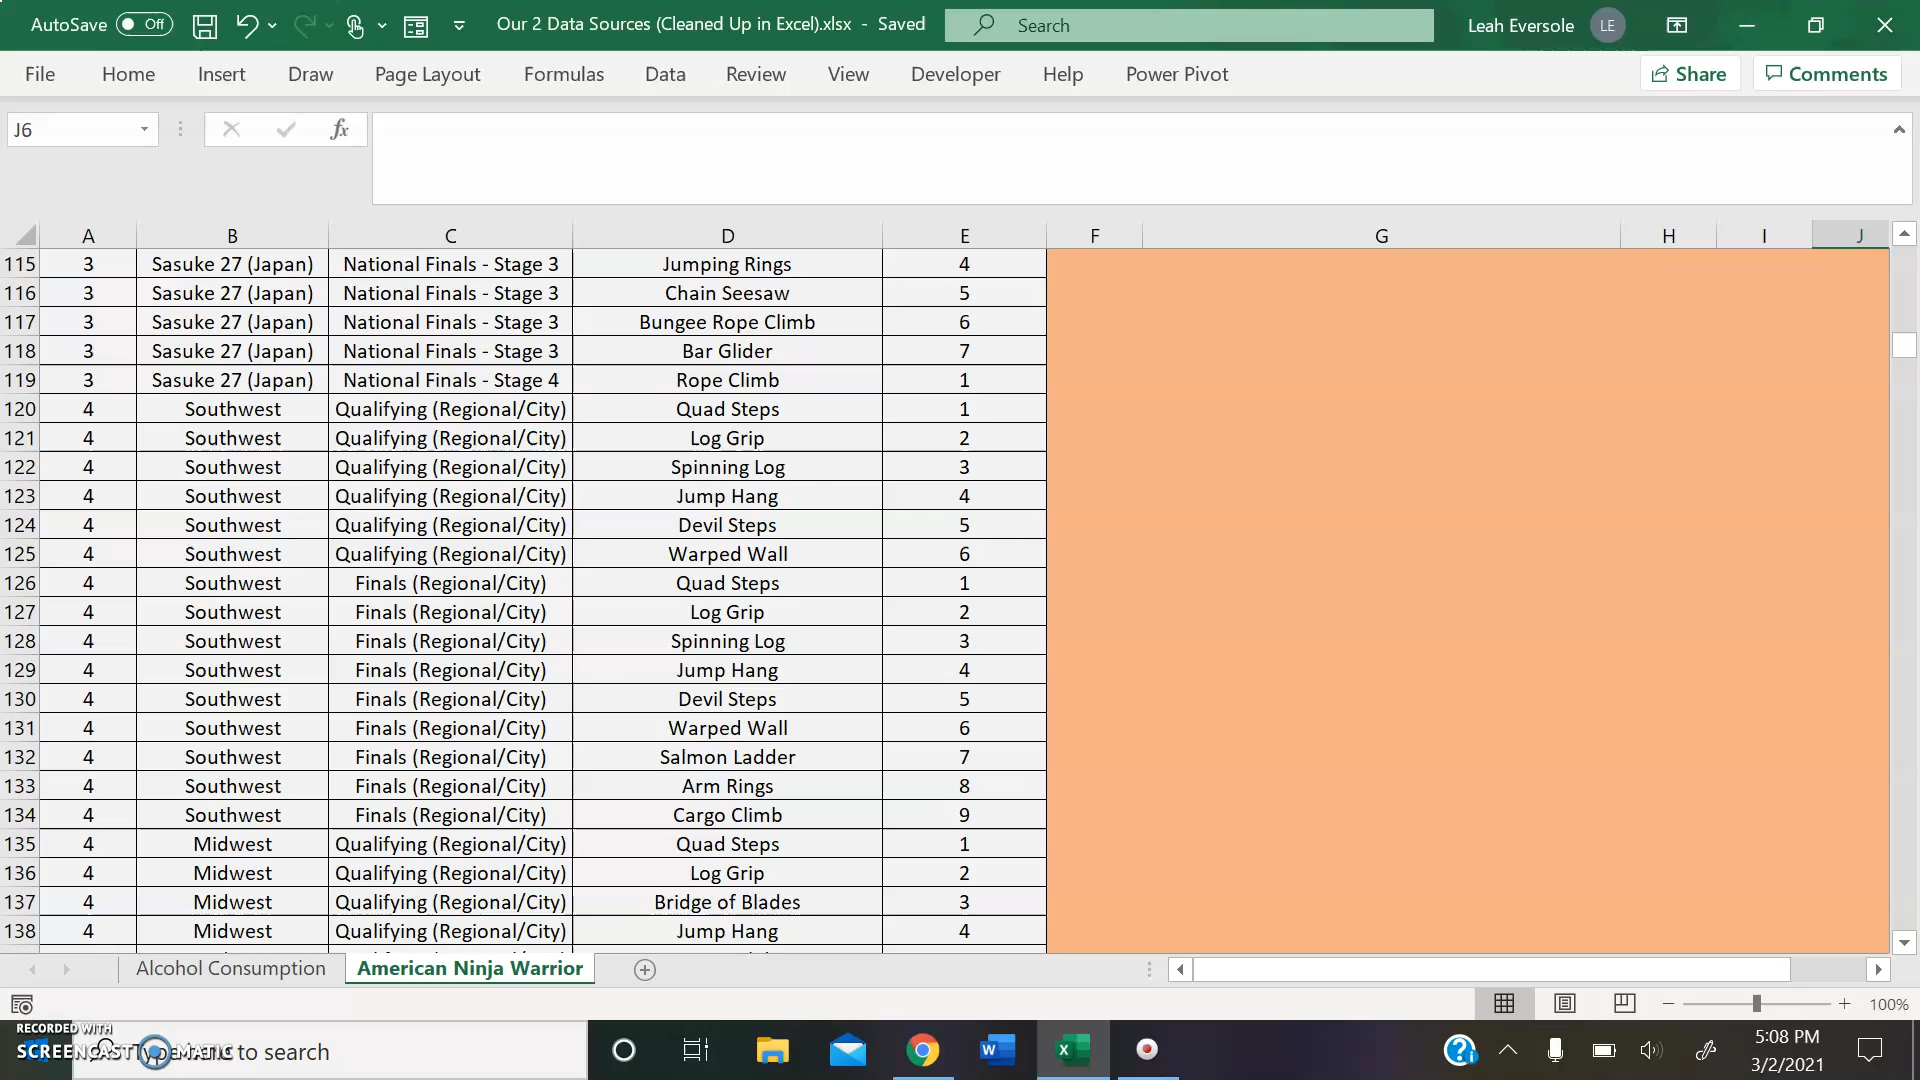 AutoSave Off Our 2 Data Sources (Cleaned Up in Excel).xlsx - Saved Search Leah Eversole LE
File Home Insert Draw Page Layout Formulas Data Review View Developer Help Power Pivot Share Comments
J6 fx
A B C D E F G H I J
115 3 Sasuke 27 (Japan) National Finals - Stage 3 Jumping Rings 4
116 3 Sasuke 27 (Japan) National Finals - Stage 3 Chain Seesaw 5
117 3 Sasuke 27 (Japan) National Finals - Stage 3 Bungee Rope Climb 6
118 3 Sasuke 27 (Japan) National Finals - Stage 3 Bar Glider 7
119 3 Sasuke 27 (Japan) National Finals - Stage 4 Rope Climb 1
120 4 Southwest Qualifying (Regional/City) Quad Steps 1
121 4 Southwest Qualifying (Regional/City) Log Grip 2
122 4 Southwest Qualifying (Regional/City) Spinning Log 3
123 4 Southwest Qualifying (Regional/City) Jump Hang 4
124 4 Southwest Qualifying (Regional/City) Devil Steps 5
125 4 Southwest Qualifying (Regional/City) Warped Wall 6
126 4 Southwest Finals (Regional/City) Quad Steps 1
127 4 Southwest Finals (Regional/City) Log Grip 2
128 4 Southwest Finals (Regional/City) Spinning Log 3
129 4 Southwest Finals (Regional/City) Jump Hang 4
130 4 Southwest Finals (Regional/City) Devil Steps 5
131 4 Southwest Finals (Regional/City) Warped Wall 6
132 4 Southwest Finals (Regional/City) Salmon Ladder 7
133 4 Southwest Finals (Regional/City) Arm Rings 8
134 4 Southwest Finals (Regional/City) Cargo Climb 9
135 4 Midwest Qualifying (Regional/City) Quad Steps 1
136 4 Midwest Qualifying (Regional/City) Log Grip 2
137 4 Midwest Qualifying (Regional/City) Bridge of Blades 3
138 4 Midwest Qualifying (Regional/City) Jump Hang 4
Alcohol Consumption American Ninja Warrior
100%
RECORDED WITH
SCREENCAST MATIC
Type here to search
5:08 PM
3/2/2021